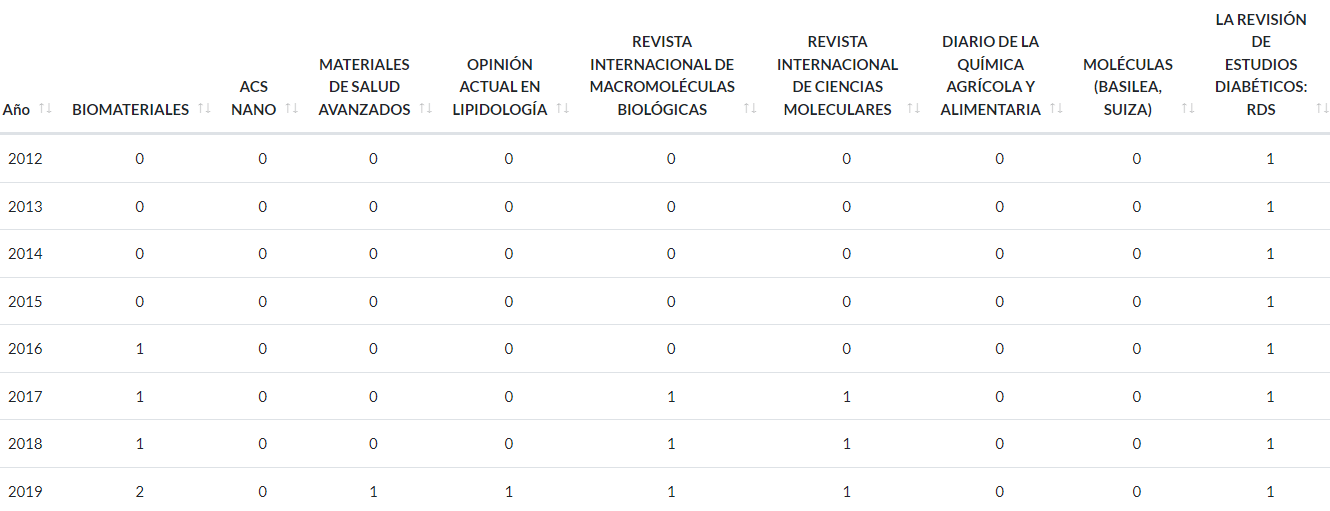 Año BIOMATERIALES ACS NANO MATERIALES DE SALUD AVANZADOS OPINIÓN ACTUAL EN LIPIDOLOGÍA REVISTA INTERNACIONAL DE MACROMOLÉCULAS BIOLÓGICAS REVISTA INTERNACIONAL DE CIENCIAS MOLECULARES DIARIO DE LA QUÍMICA AGRÍCOLA Y ALIMENTARIA MOLÉCULAS (BASILEA, SUIZA) LA REVISIÓN DE ESTUDIOS DIABÉTICOS: RDS
2012 0 0 0 0 0 0 0 0 1
2013 0 0 0 0 0 0 0 0 1
2014 0 0 0 0 0 0 0 0 1
2015 0 0 0 0 0 0 0 0 1
2016 1 0 0 0 0 0 0 0 1
2017 1 0 0 0 1 1 0 0 1
2018 1 0 0 0 1 1 0 0 1
2019 2 0 1 1 1 1 0 0 1